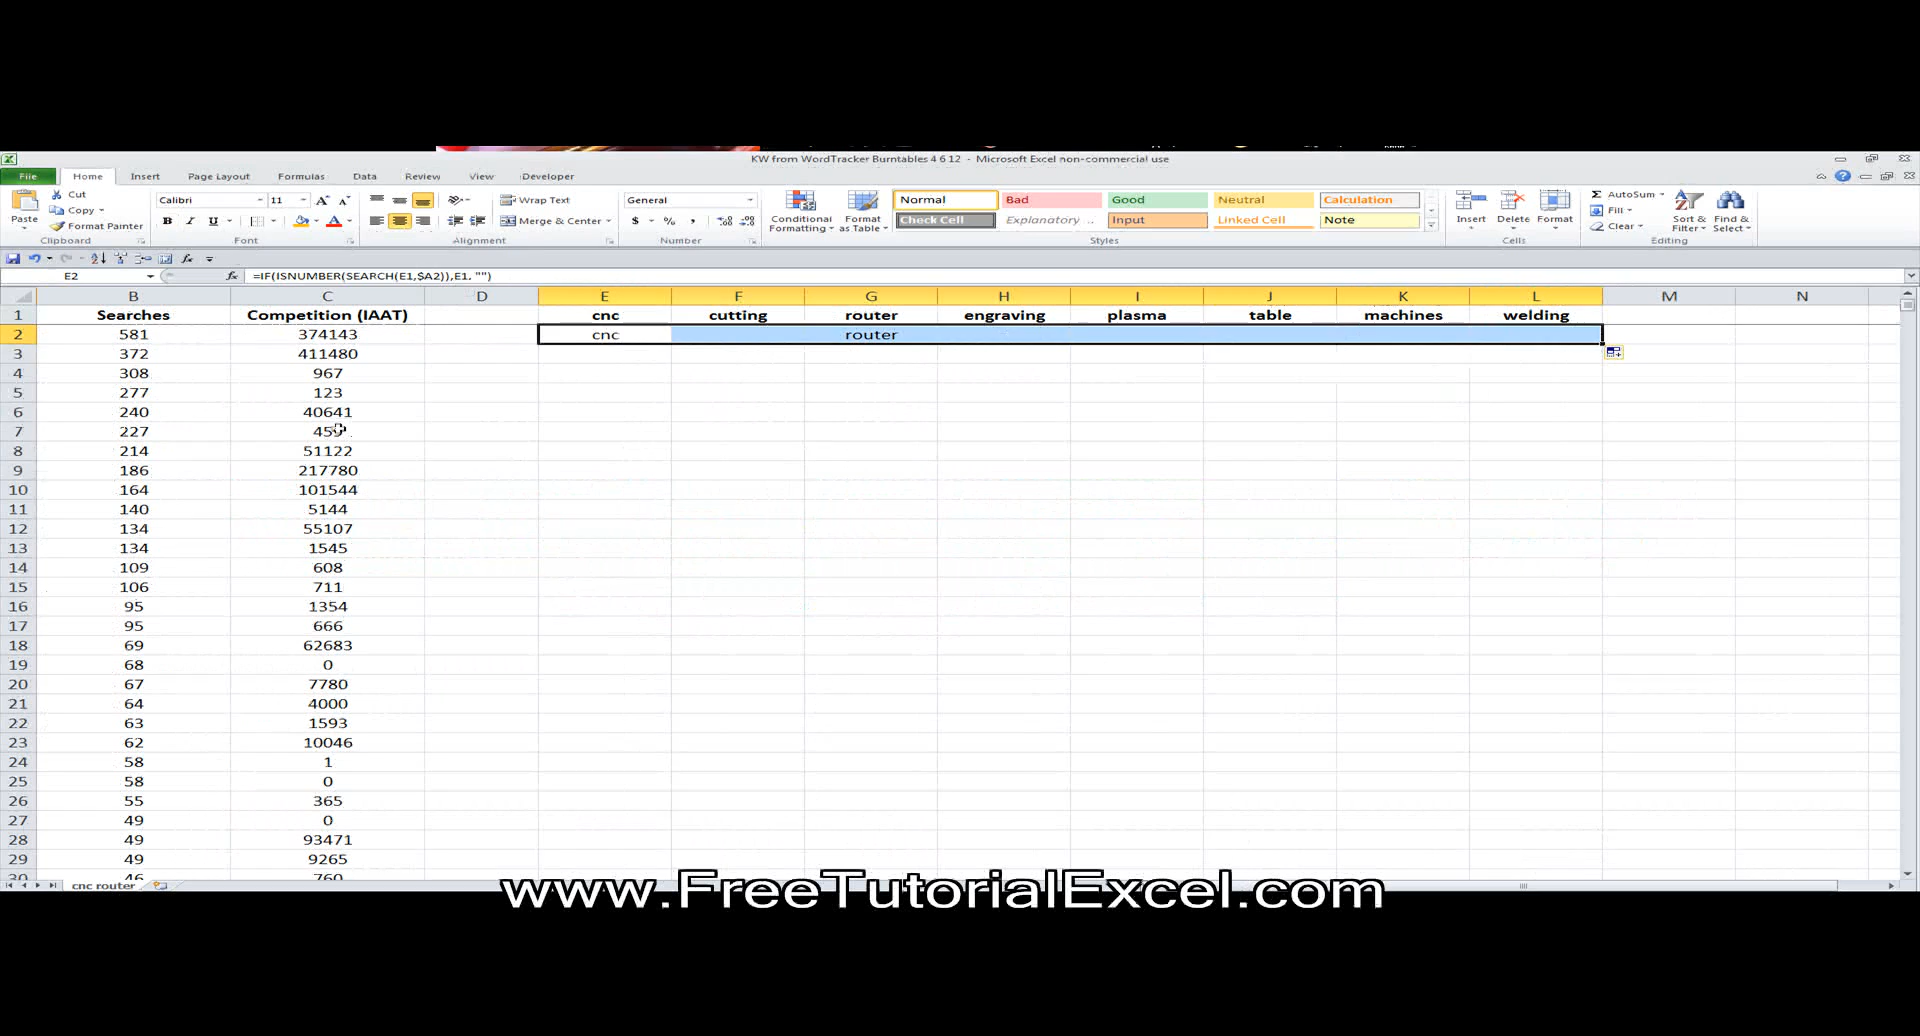 KW from WordTracker Burntables 4 6 12 - Microsoft Excel non-commercial use
File Home Insert Page Layout Formulas Data Review View Developer
Paste Cut Copy Format Painter Clipboard
Calibri 11 B I U A Font
Wrap Text Merge & Center Alignment
General $ % , Number
Conditional Formatting Format as Table
Normal Bad Good Neutral Calculation
Check Cell Explanatory .. Input Linked Cell Note
Styles
Insert Delete Format Cells
Σ AutoSum Fill Clear Sort & Filter Find & Select Editing
E2 fx =IF(ISNUMBER(SEARCH(E1,$A2)),E1, "")
B C D E F G H I J K L M N
1 Searches Competition (IAAT) cnc cutting router engraving plasma table machines welding
2 581 374143 cnc router
3 372 411480
4 308 967
5 277 123
6 240 40641
7 227 459
8 214 51122
9 186 217780
10 164 101544
11 140 5144
12 134 55107
13 134 1545
14 109 608
15 106 711
16 95 1354
17 95 666
18 69 62683
19 68 0
20 67 7780
21 64 4000
22 63 1593
23 62 10046
24 58 1
25 58 0
26 55 365
27 49 0
28 49 93471
29 49 9265
30 46 760
cnc router
www.FreeTutorialExcel.com